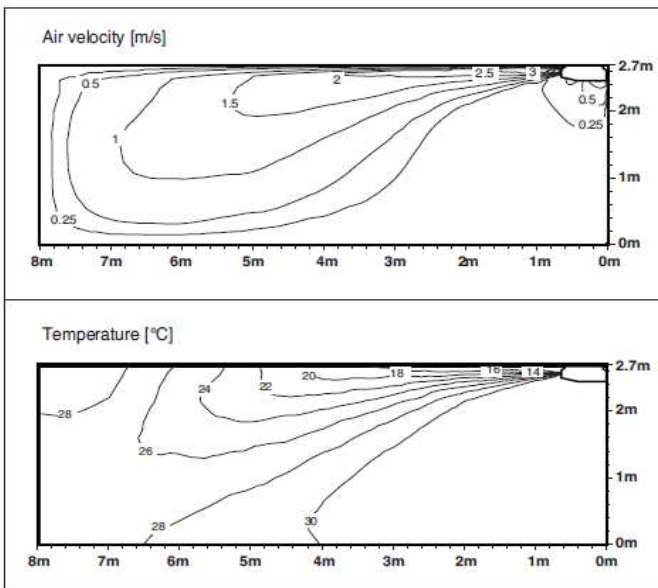 Air velocity [m/s]
0.5 2 2.5 3 2.7m
1.5 0.5 2m
1 0.25
1m
0.25
0m
8m 7m 6m 5m 4m 3m 2m 1m 0m
Temperature [°C]
20 18 16 14 2.7m
24 22
28 2m
26
1m
28 30
0m
8m 7m 6m 5m 4m 3m 2m 1m 0m